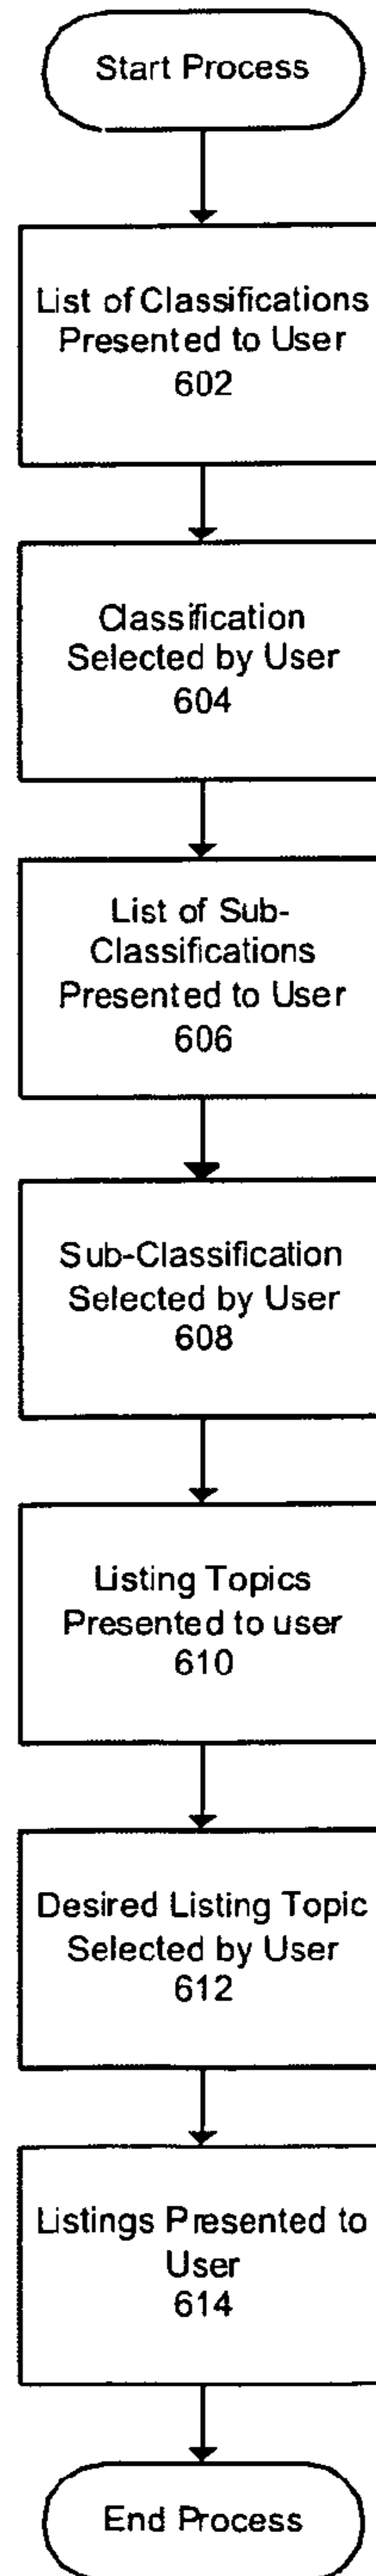 Start Process
List of Classifications
Presented to User
602
Classification
Selected by User
604
List of Sub-
Classifications
Presented to User
606
Sub-Classification
Selected by User
608
Listing Topics
Presented to user
610
Desired Listing Topic
Selected by User
612
Listings Presented to
User
614
End Process